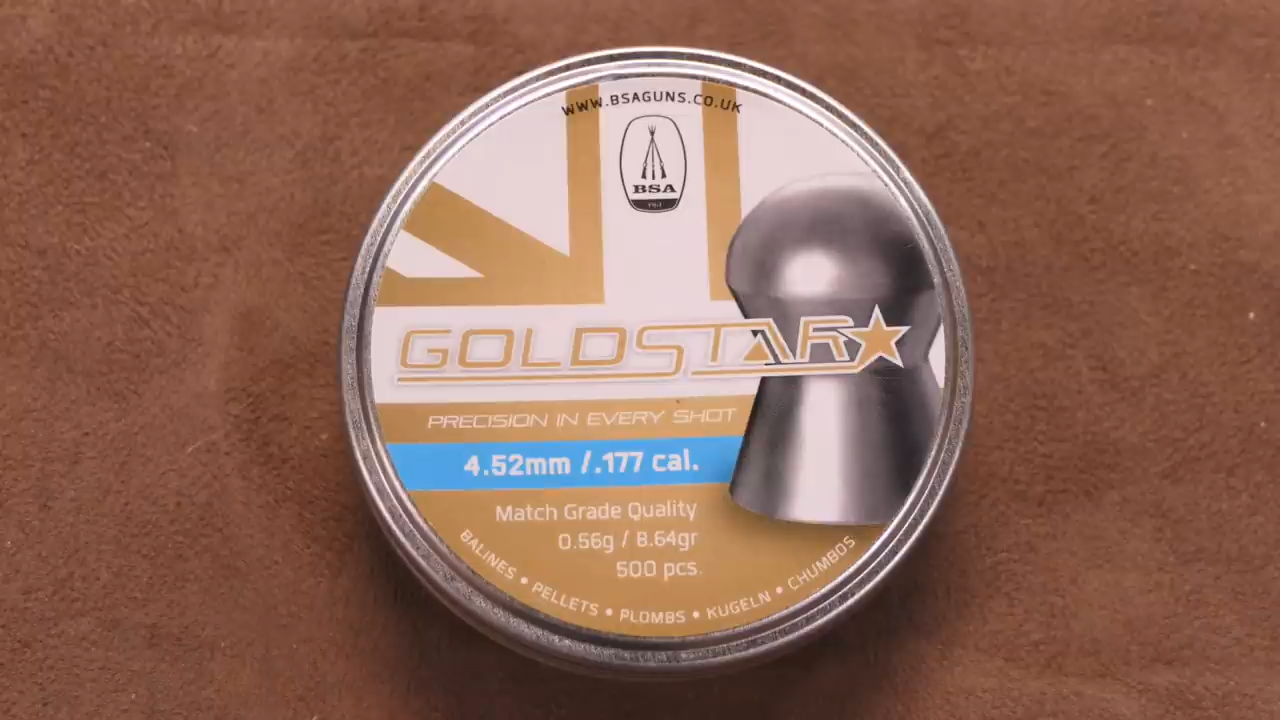 WWW.BSAGUNS.CO.UK
BSA
GOLDSTAR
PRECISION IN EVERY SHOT
4.52mm /.177 cal.
Match Grade Quality
0.56g / 8.64gr
500 pcs.
BALINES • PELLETS • PLOMBS • KUGELN • CHUMBOS